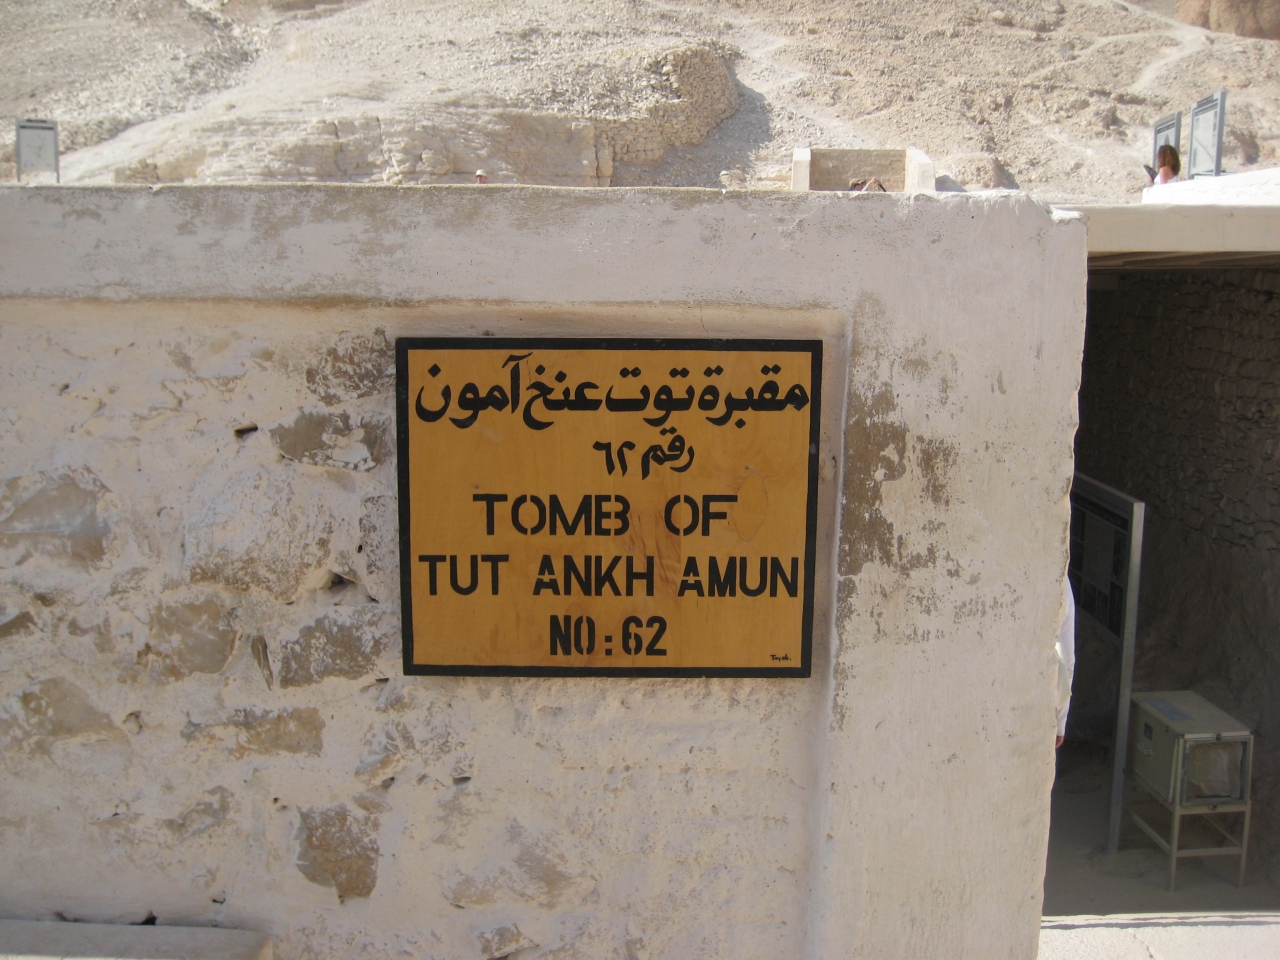 مقبرة توت عنخ آمون
رقم ٦٢
TOMB OF
TUT ANKH AMUN
NO: 62